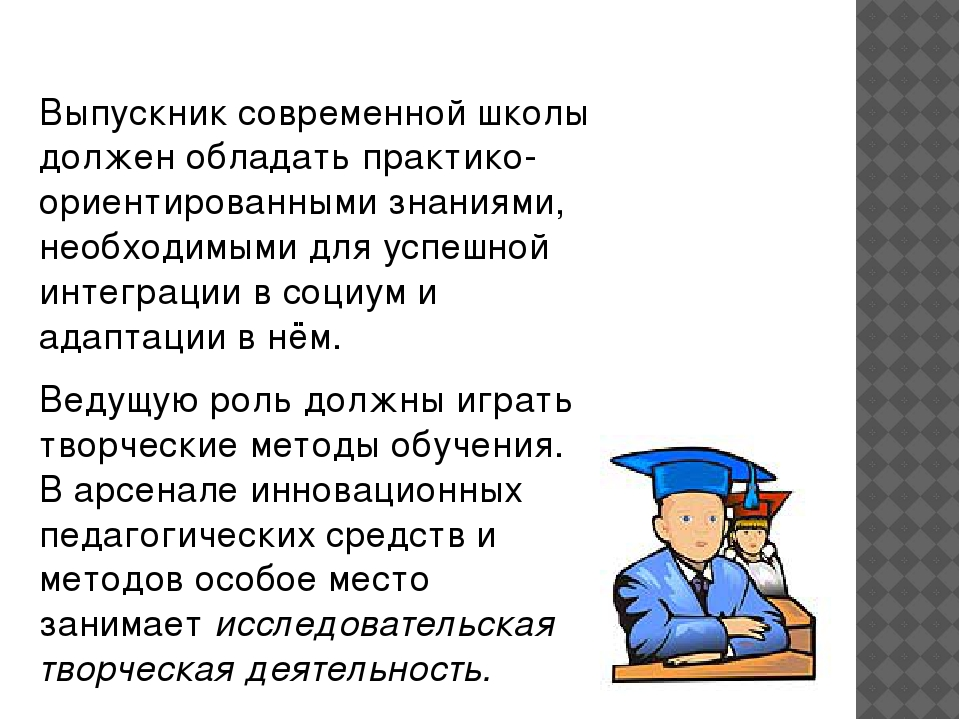 Выпускник современной школы
должен обладать практико-
ориентированными знаниями,
необходимыми для успешной
интеграции в социум и
адаптации в нём.
Ведущую роль должны играть
творческие методы обучения.
В арсенале инновационных
педагогических средств и
методов особое место
занимает исследовательская
творческая деятельность.